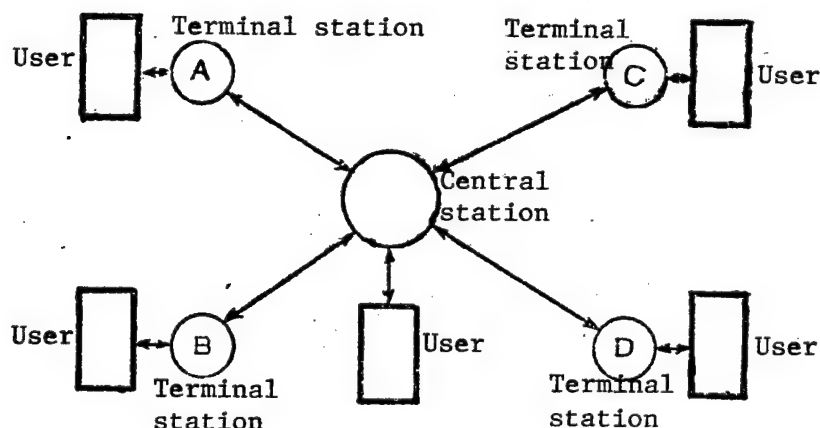 Terminal station
User
A
Terminal
station
C
User
Central
station
User
B
Terminal
station
User
D
Terminal
station
User